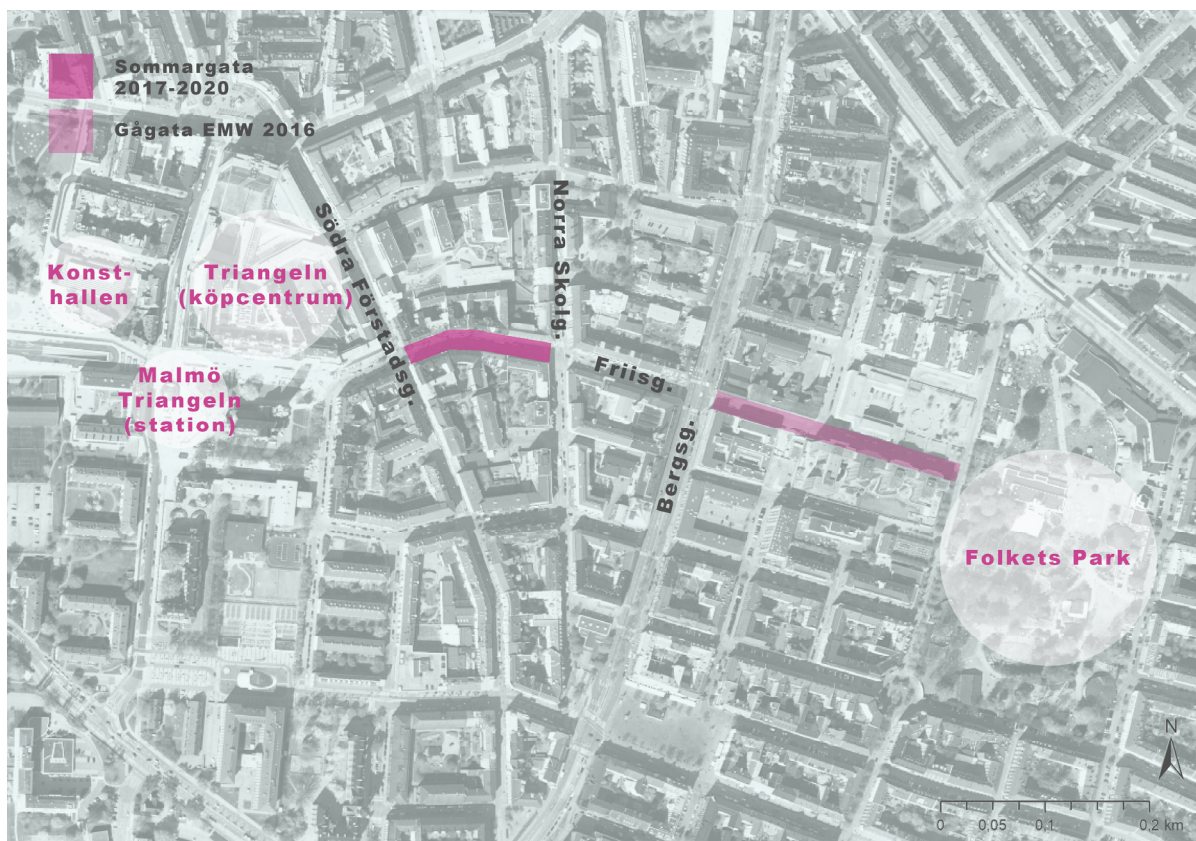 Sommargata
2017-2020
Gågata EMW 2016
Södra Förstadsg.
Norra Skolg.
Konst-
hallen
Triangeln
(köpcentrum)
Malmö
Triangeln
(station)
Friisg.
Bergsg.
Folkets Park
N
0 0,05 0,1 0,2 km